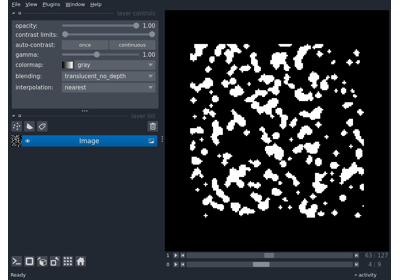 File View Plugins Window Help
layer controls
opacity: 1.00
contrast limits:
auto-contrast: once continuous
gamma: 1.00
colormap: gray
blending: translucent_no_depth
interpolation: nearest
layer list
Image
1 63 127
0 4 9
Ready
activity